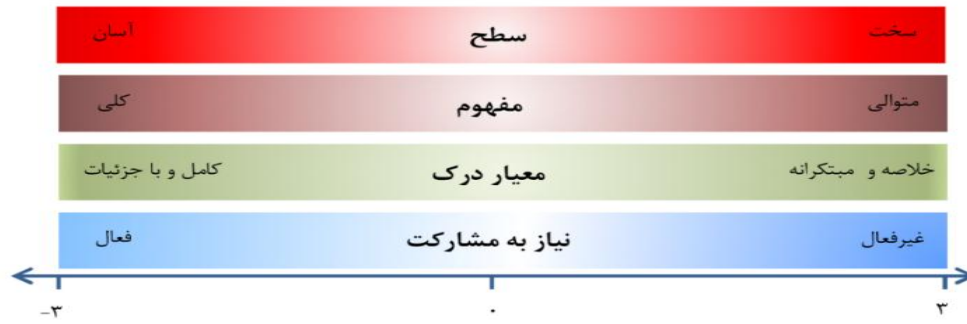 سخت سطح آسان
متوالی مفهوم کلی
خلاصه و مبتکرانه معیار درک کامل و با جزئیات
غیرفعال نیاز به مشارکت فعال
-۳ ۰ ۳